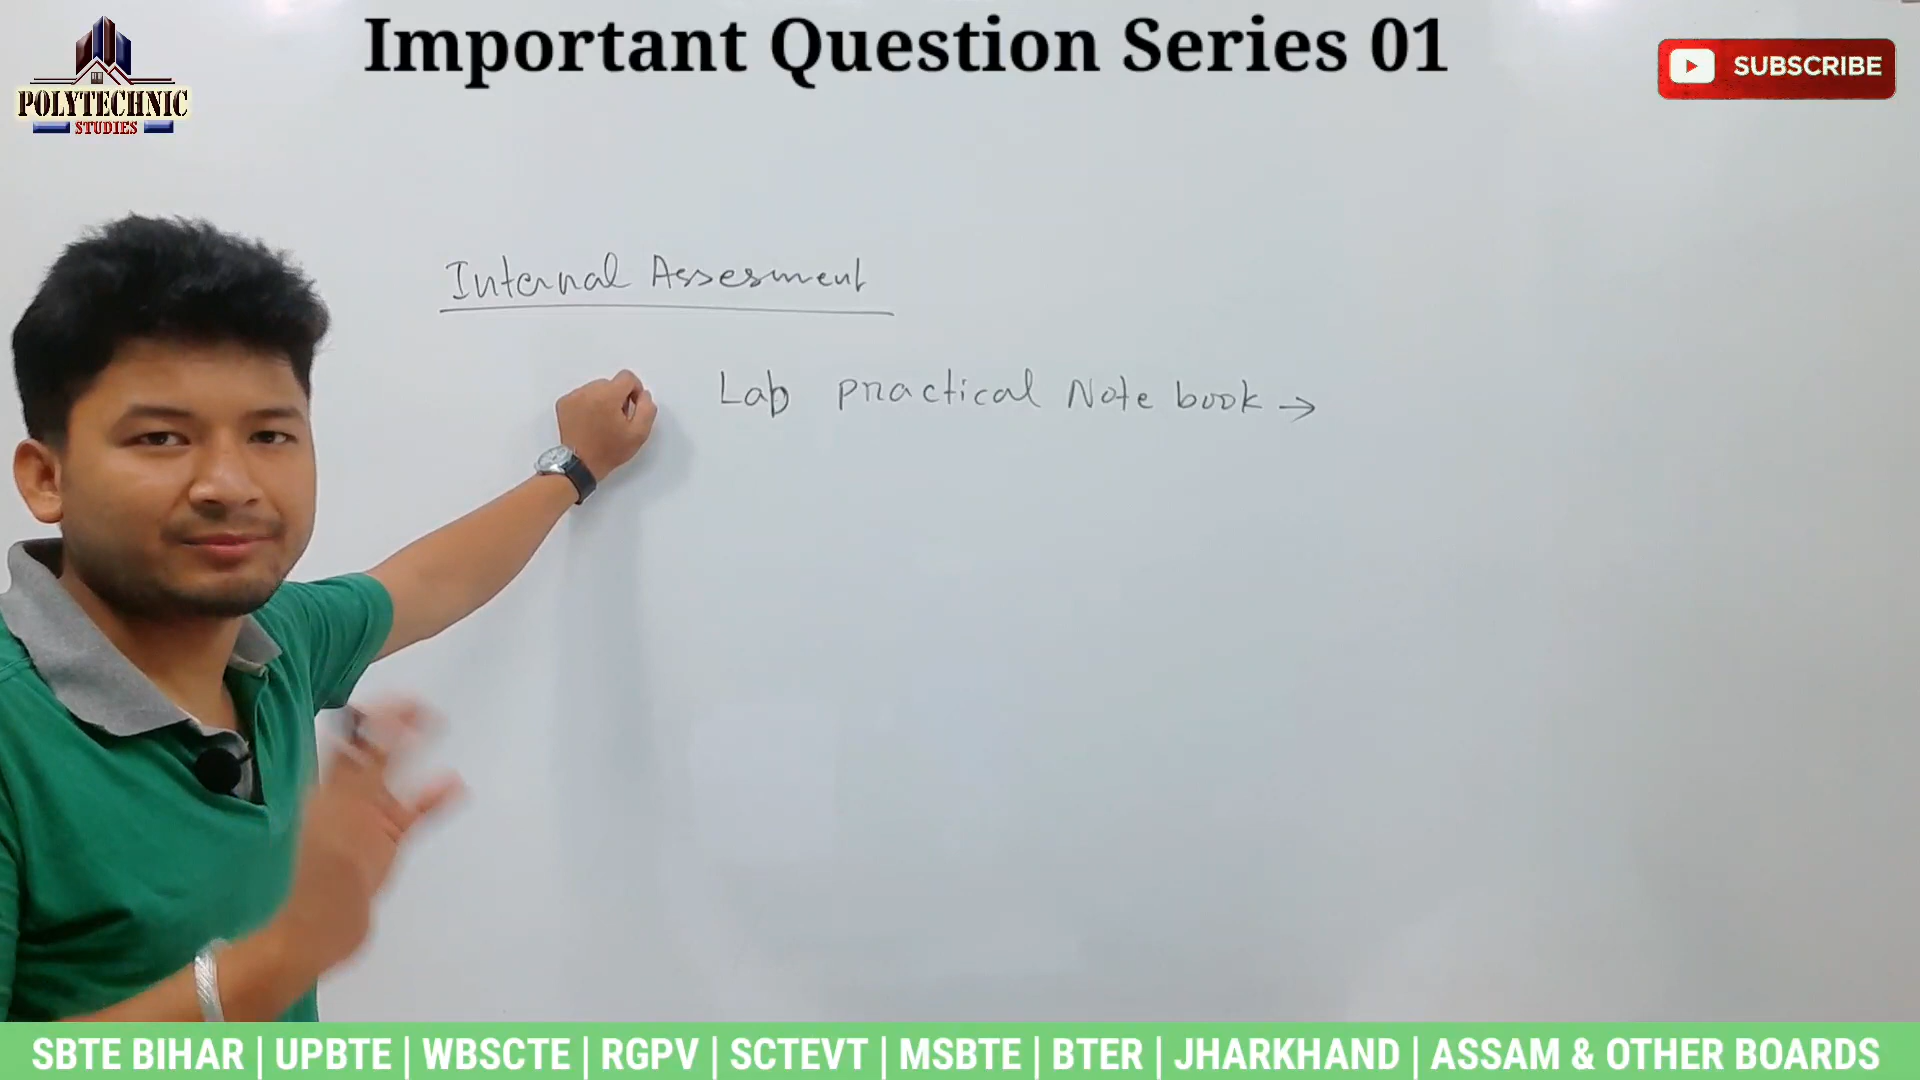 Important Question Series 01
POLYTECHNIC
STUDIES
SUBSCRIBE
Internal Assesment
Lab practical Note book →
SBTE BIHAR | UPBTE | WBSCTE | RGPV | SCTEVT | MSBTE | BTER | JHARKHAND | ASSAM & OTHER BOARDS